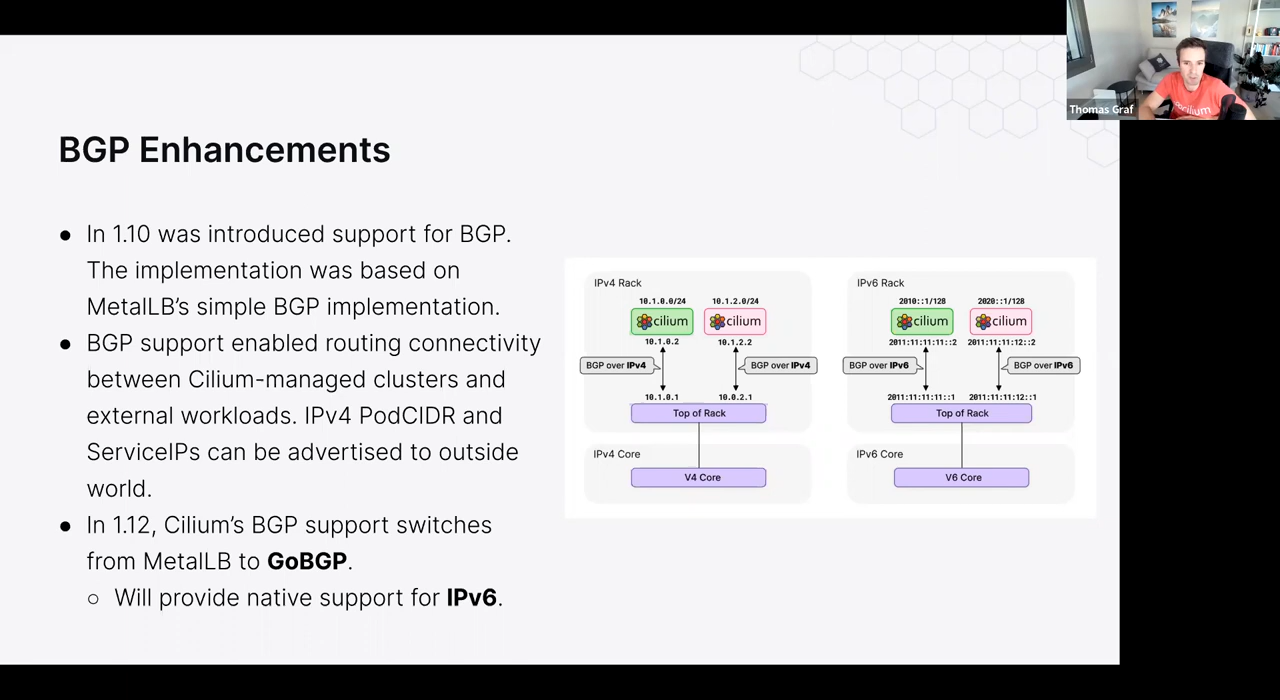 Thomas Graf
cilium
BGP Enhancements
● In 1.10 was introduced support for BGP.
The implementation was based on
MetalLB’s simple BGP implementation.
● BGP support enabled routing connectivity
between Cilium-managed clusters and
external workloads. IPv4 PodCIDR and
ServiceIPs can be advertised to outside
world.
● In 1.12, Cilium’s BGP support switches
from MetalLB to GoBGP.
○ Will provide native support for IPv6.
IPv4 Rack
10.1.0.0/24 10.1.2.0/24
cilium cilium
10.1.0.2 10.1.2.2
BGP over IPv4 BGP over IPv4
10.1.0.1 10.0.2.1
Top of Rack
IPv4 Core
V4 Core
IPv6 Rack
2010::1/128 2020::1/128
cilium cilium
2011:11:11:11::2 2011:11:11:12::2
BGP over IPv6 BGP over IPv6
2011:11:11:11::1 2011:11:11:12::1
Top of Rack
IPv6 Core
V6 Core